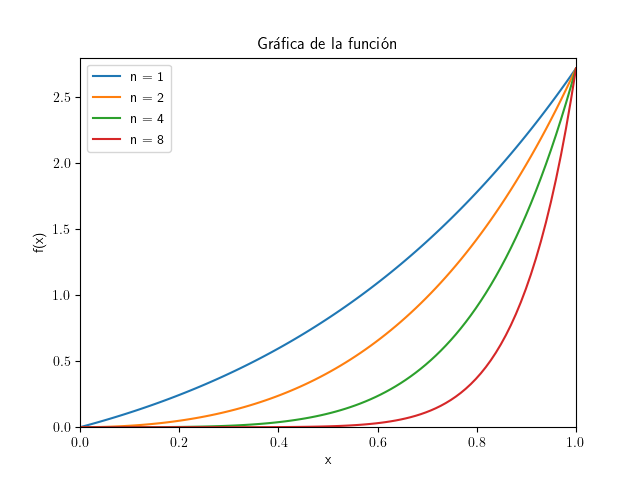 Gráfica de la función
n = 1
n = 2
n = 4
n = 8
f(x)
2.5
2.0
1.5
1.0
0.5
0.0
0.0 0.2 0.4 0.6 0.8 1.0
x